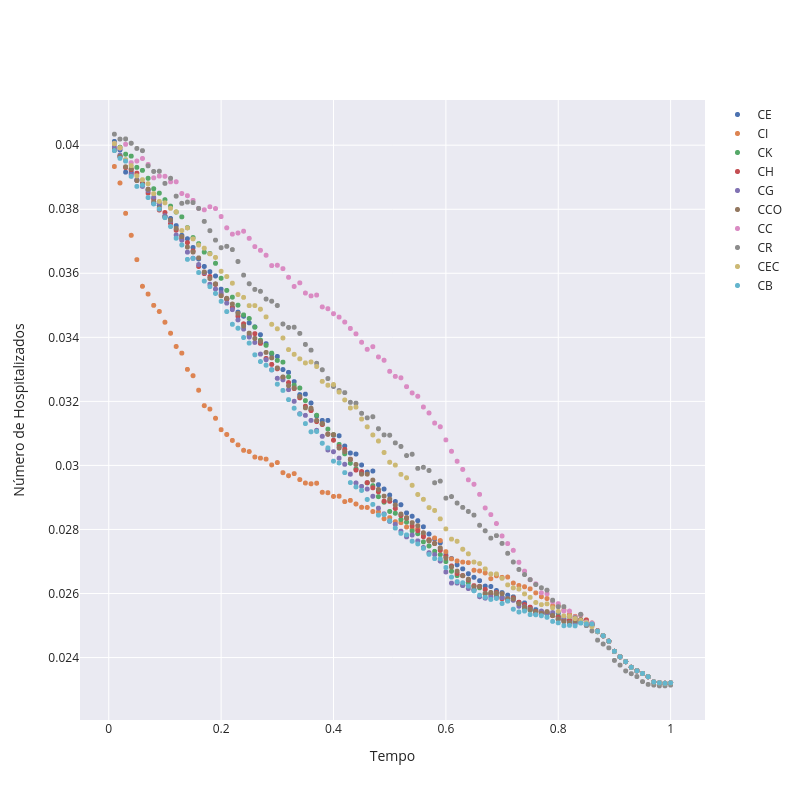 CE
CI
CK
CH
CG
CCO
CC
CR
CEC
CB
0.04
0.038
0.036
0.034
0.032
0.03
0.028
0.026
0.024
Número de Hospitalizados
0 0.2 0.4 0.6 0.8 1
Tempo